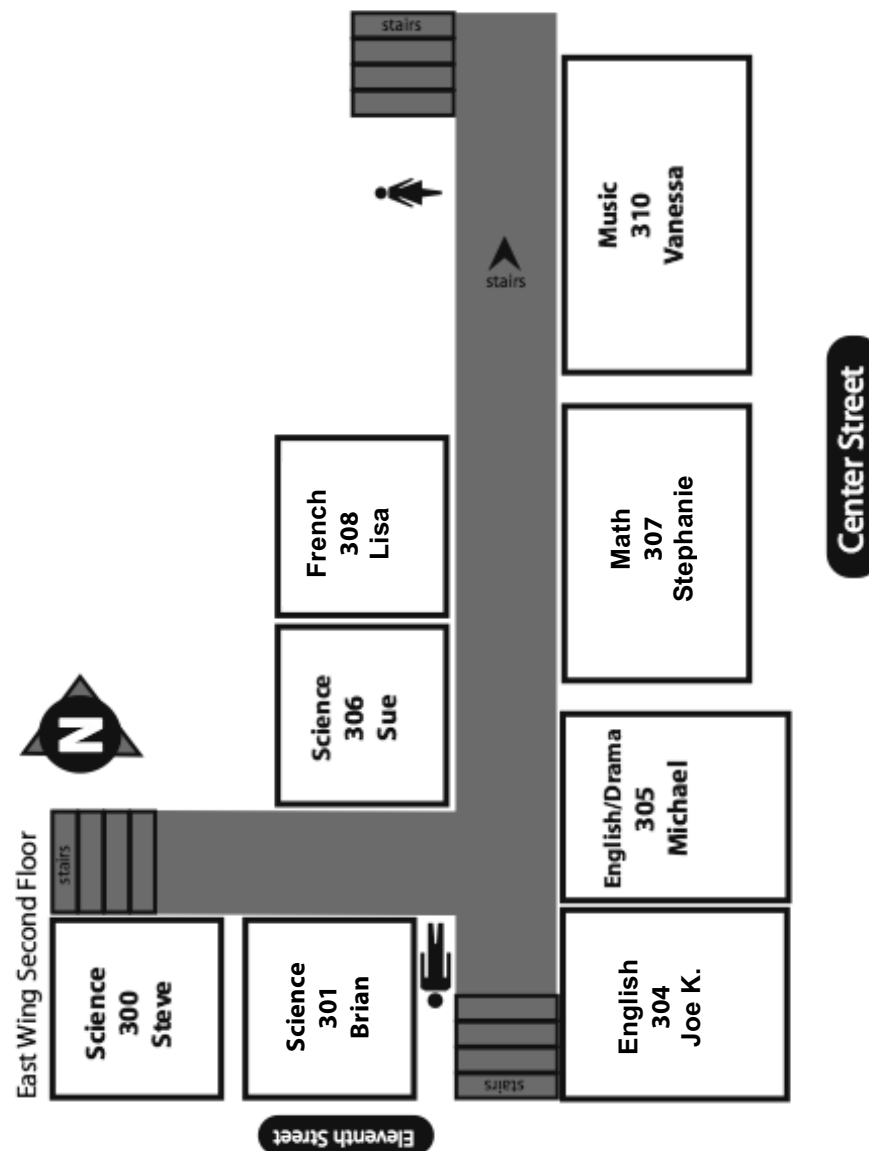 East Wing Second Floor
stairs
Science
300
Steve
Science
301
Brian
Eleventh Street
N
Science
306
Sue
French
308
Lisa
stairs
stairs
stairs
English
304
Joe K.
English/Drama
305
Michael
Math
307
Stephanie
Music
310
Vanessa
Center Street